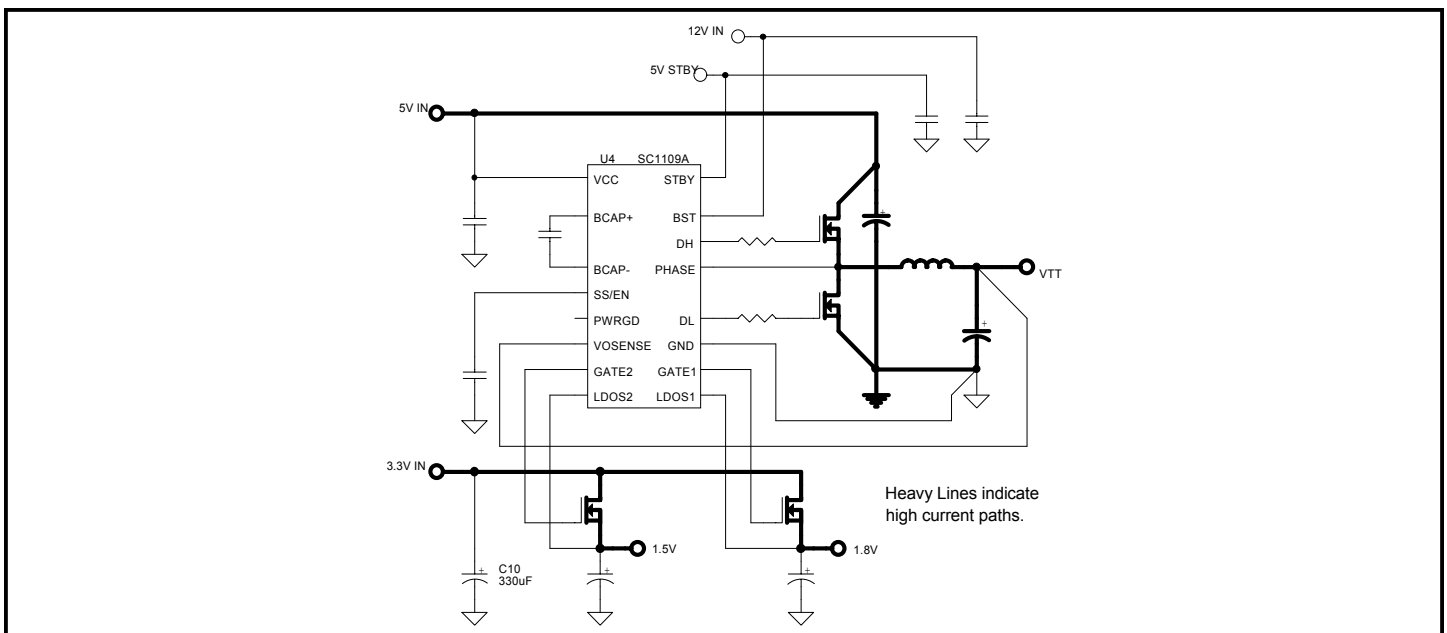 12V IN
5V STBY
5V IN
U4 SC1109A
VCC STBY
BCAP+ BST
DH
BCAP- PHASE
VTT
SS/EN
PWRGD DL
VOSENSE GND
GATE2 GATE1
LDOS2 LDOS1
3.3V IN
Heavy Lines indicate
high current paths.
1.5V 1.8V
C10
330uF
+
+
+
+
+